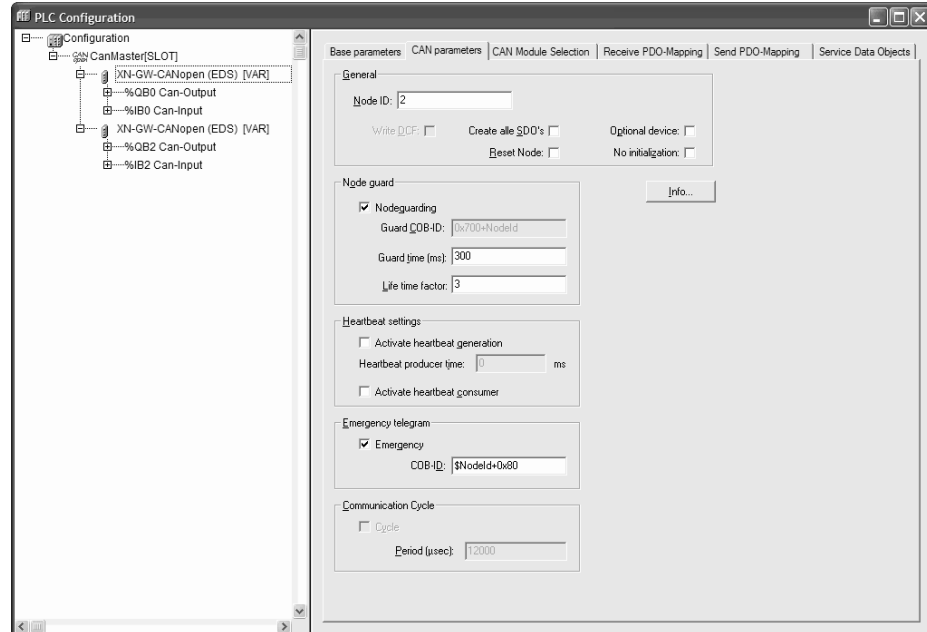 PLC Configuration
Configuration
CAN open CanMaster[SLOT]
XN-GW-CANopen (EDS) [VAR]
%QB0 Can-Output
%IB0 Can-Input
XN-GW-CANopen (EDS) [VAR]
%QB2 Can-Output
%IB2 Can-Input
Base parameters CAN parameters CAN Module Selection Receive PDO-Mapping Send PDO-Mapping Service Data Objects
General
Node ID: 2
Write DCF: Create alle SDO's Optional device:
Reset Node: No initialization:
Info...
Node guard
Nodeguarding
Guard COB-ID: 0x700+NodeId
Guard time (ms): 300
Life time factor: 3
Heartbeat settings
Activate heartbeat generation
Heartbeat producer time: 0 ms
Activate heartbeat consumer
Emergency telegram
Emergency
COB-ID: $NodeId+0x80
Communication Cycle
Cycle
Period (µsec): 12000